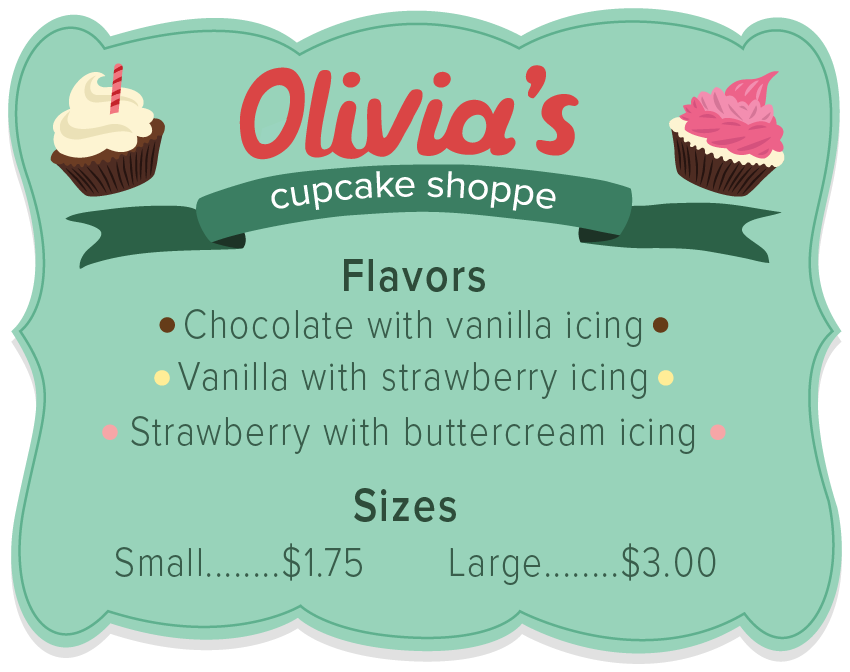 Olivia's
cupcake shoppe
Flavors
• Chocolate with vanilla icing •
• Vanilla with strawberry icing •
• Strawberry with buttercream icing •
Sizes
Small........$1.75 Large........$3.00